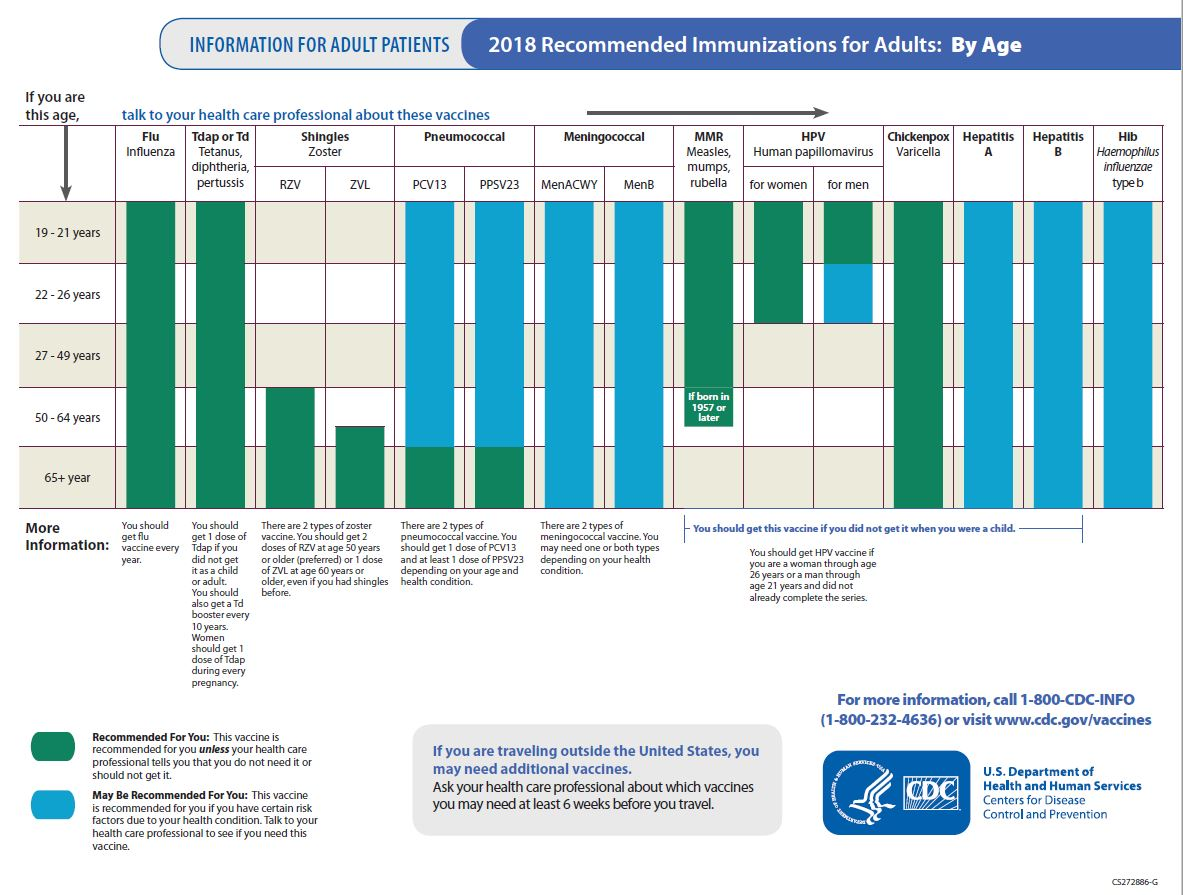 INFORMATION FOR ADULT PATIENTS
2018 Recommended Immunizations for Adults: By Age
If you are
this age,
talk to your health care professional about these vaccines
Flu
Influenza
Tdap or Td
Tetanus,
diphtheria,
pertussis
Shingles
Zoster
RZV
ZVL
Pneumococcal
PCV13
PPSV23
Meningococcal
MenACWY
MenB
MMR
Measles,
mumps,
rubella
HPV
Human papillomavirus
for women
for men
Chickenpox
Varicella
Hepatitis
A
Hepatitis
B
Hib
Haemophilus
influenzae
type b
19 - 21 years
22 - 26 years
27 - 49 years
50 - 64 years
65+ year
If born in
1957 or
later
More
Information:
You should
get flu
vaccine every
year.
You should
get 1 dose of
Tdap if you
did not get
it as a child
or adult.
You should
also get a Td
booster every
10 years.
Women
should get 1
dose of Tdap
during every
pregnancy.
There are 2 types of zoster
vaccine. You should get 2
doses of RZV at age 50 years
or older (preferred) or 1 dose
of ZVL at age 60 years or
older, even if you had shingles
before.
There are 2 types of
pneumococcal vaccine. You
should get 1 dose of PCV13
and at least 1 dose of PPSV23
depending on your age and
health condition.
There are 2 types of
meningococcal vaccine. You
may need one or both types
depending on your health
condition.
You should get this vaccine if you did not get it when you were a child.
You should get HPV vaccine if
you are a woman through age
26 years or a man through
age 21 years and did not
already complete the series.
Recommended For You: This vaccine is
recommended for you unless your health care
professional tells you that you do not need it or
should not get it.
May Be Recommended For You: This vaccine
is recommended for you if you have certain risk
factors due to your health condition. Talk to your
health care professional to see if you need this
vaccine.
If you are traveling outside the United States, you
may need additional vaccines.
Ask your health care professional about which vaccines
you may need at least 6 weeks before you travel.
For more information, call 1-800-CDC-INFO
(1-800-232-4636) or visit www.cdc.gov/vaccines
DEPARTMENT OF HEALTH & HUMAN SERVICES USA
CDC
U.S. Department of
Health and Human Services
Centers for Disease
Control and Prevention
CS272886-G